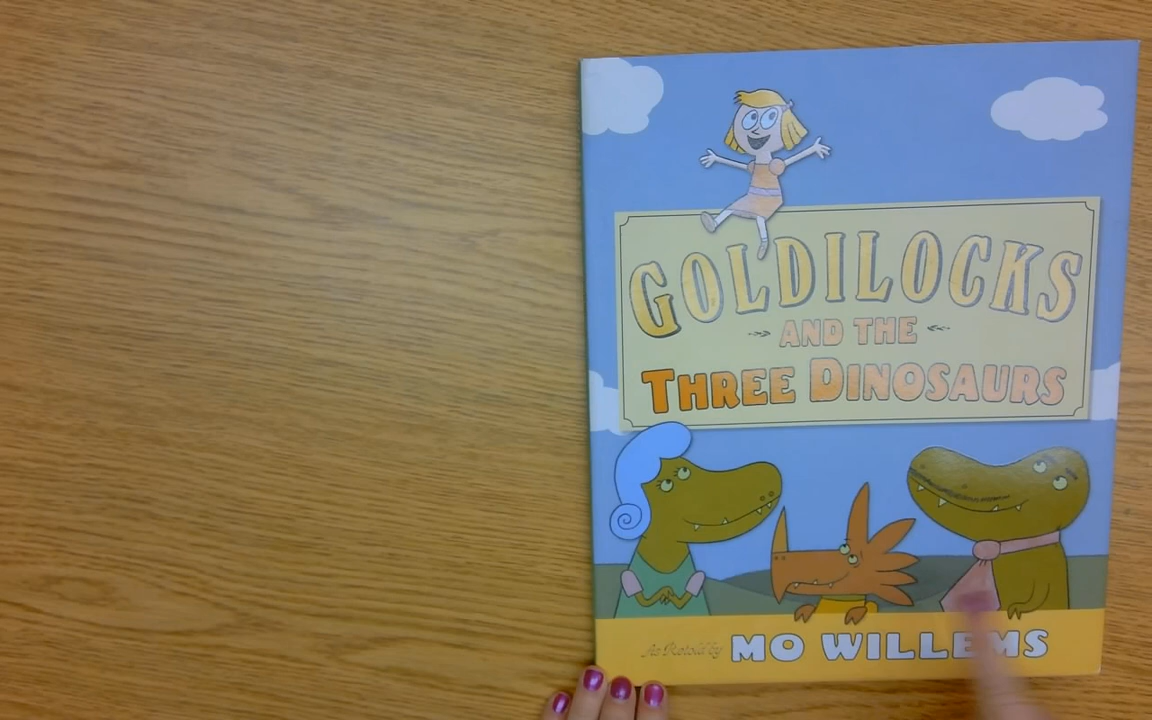 GOLDILOCKS
AND THE
THREE DINOSAURS
As Retold by MO WILLEMS